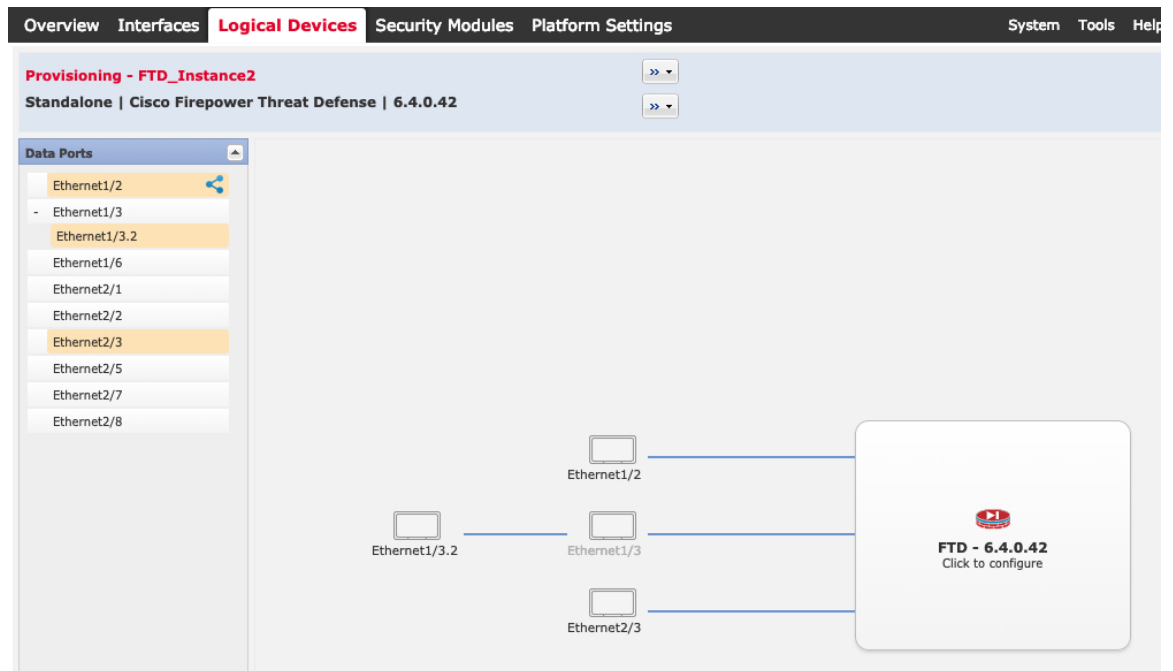 Overview Interfaces Logical Devices Security Modules Platform Settings System Tools Help
Provisioning - FTD_Instance2
Standalone | Cisco Firepower Threat Defense | 6.4.0.42
Data Ports
Ethernet1/2
- Ethernet1/3
Ethernet1/3.2
Ethernet1/6
Ethernet2/1
Ethernet2/2
Ethernet2/3
Ethernet2/5
Ethernet2/7
Ethernet2/8
Ethernet1/2
Ethernet1/3.2
Ethernet1/3
Ethernet2/3
FTD - 6.4.0.42
Click to configure